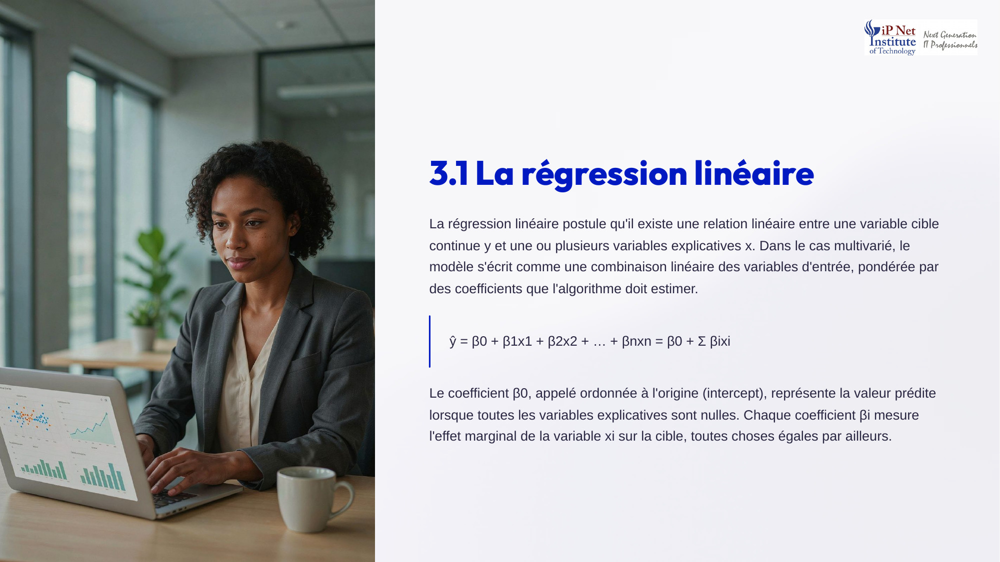 iP Net
Institute
of Technology
Next Generation
IT Professionnels
3.1 La régression linéaire
La régression linéaire postule qu'il existe une relation linéaire entre une variable cible
continue y et une ou plusieurs variables explicatives x. Dans le cas multivarié, le
modèle s'écrit comme une combinaison linéaire des variables d'entrée, pondérée par
des coefficients que l'algorithme doit estimer.
ŷ = β0 + β1x1 + β2x2 + … + βnxn = β0 + Σ βixi
Le coefficient β0, appelé ordonnée à l'origine (intercept), représente la valeur prédite
lorsque toutes les variables explicatives sont nulles. Chaque coefficient βi mesure
l'effet marginal de la variable xi sur la cible, toutes choses égales par ailleurs.